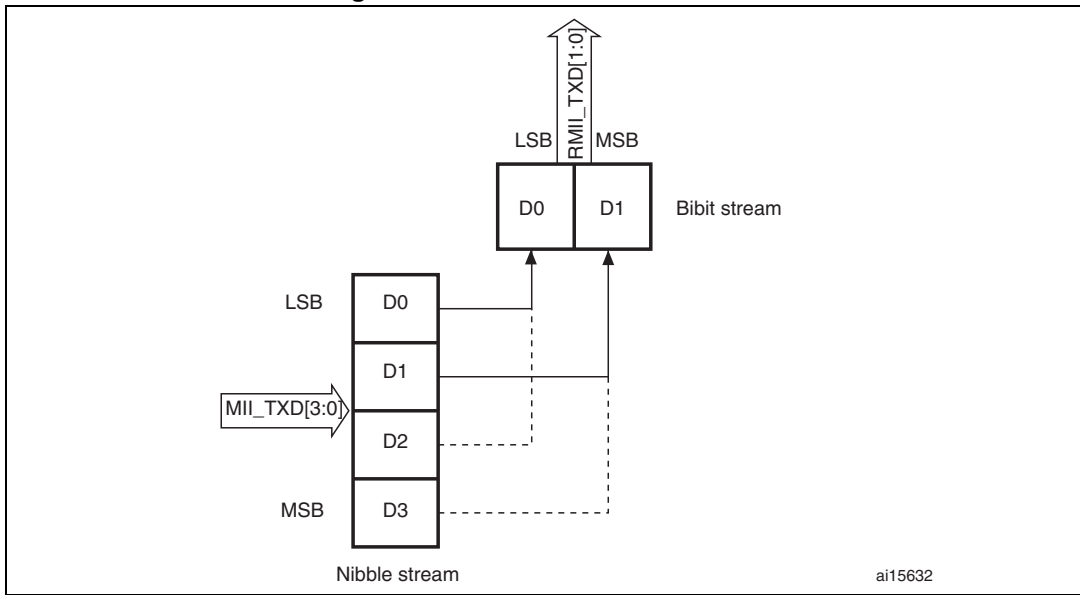 RMII_TXD[1:0]
LSB MSB
D0 D1 Bibit stream
LSB D0
D1
MII_TXD[3:0]
D2
MSB D3
Nibble stream
ai15632